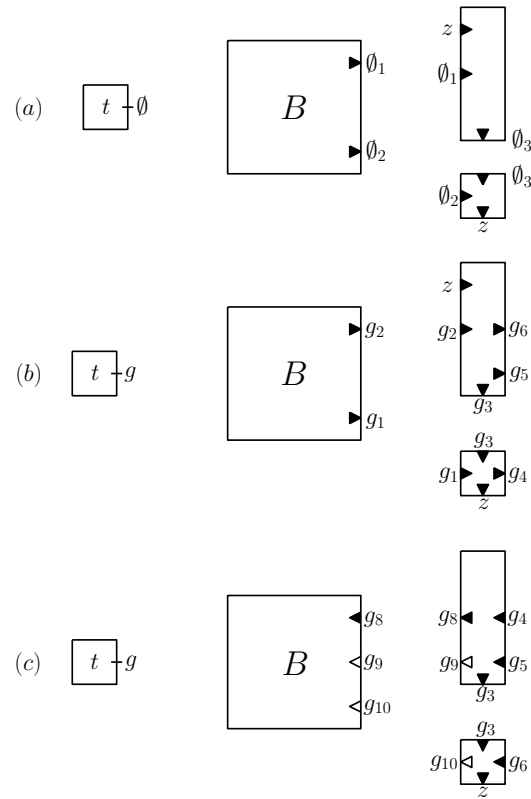 z
∅₁
∅₁
(a) t ∅ B
∅₃
∅₃
∅₂ ∅₂
z
z
g₂ g₂ g₆
(b) t g B g₅
g₃
g₁ g₃
g₁ g₄
z
g₈ g₈ g₄
(c) t g B g₉ g₉ g₅
g₃
g₁₀
g₃
g₁₀ g₆
z